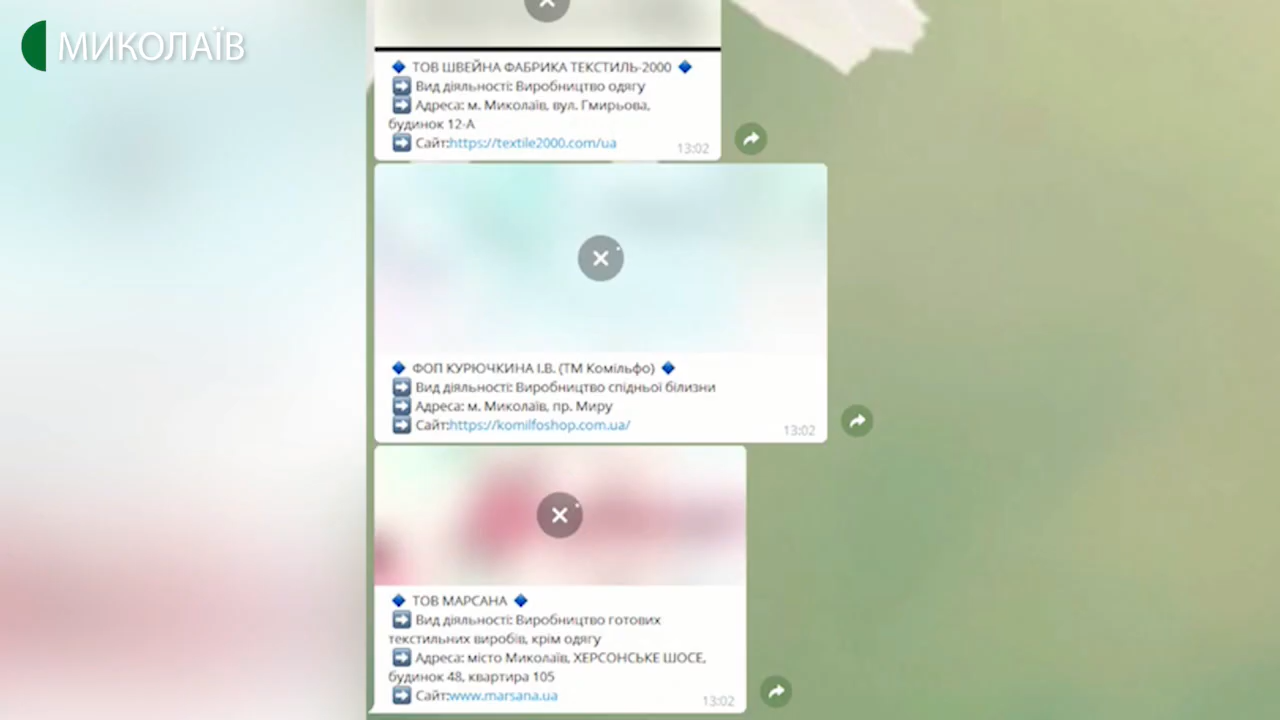 МИКОЛАЇВ
ТОВ ШВЕЙНА ФАБРИКА ТЕКСТИЛЬ-2000
Вид діяльності: Виробництво одягу
Адреса: м. Миколаїв, вул. Гмирьова,
будинок 12-А
Сайт:https://textile2000.com/ua
13:02
ФОП КУРЮЧКИНА І.В. (ТМ Комільфо)
Вид діяльності: Виробництво спідньої білизни
Адреса: м. Миколаїв, пр. Миру
Сайт:https://komilfoshop.com.ua/
13:02
ТОВ МАРСАНА
Вид діяльності: Виробництво готових
текстильних виробів, крім одягу
Адреса: місто Миколаїв, ХЕРСОНСЬКЕ ШОСЕ,
будинок 48, квартира 105
Сайт:www.marsana.ua
13:02